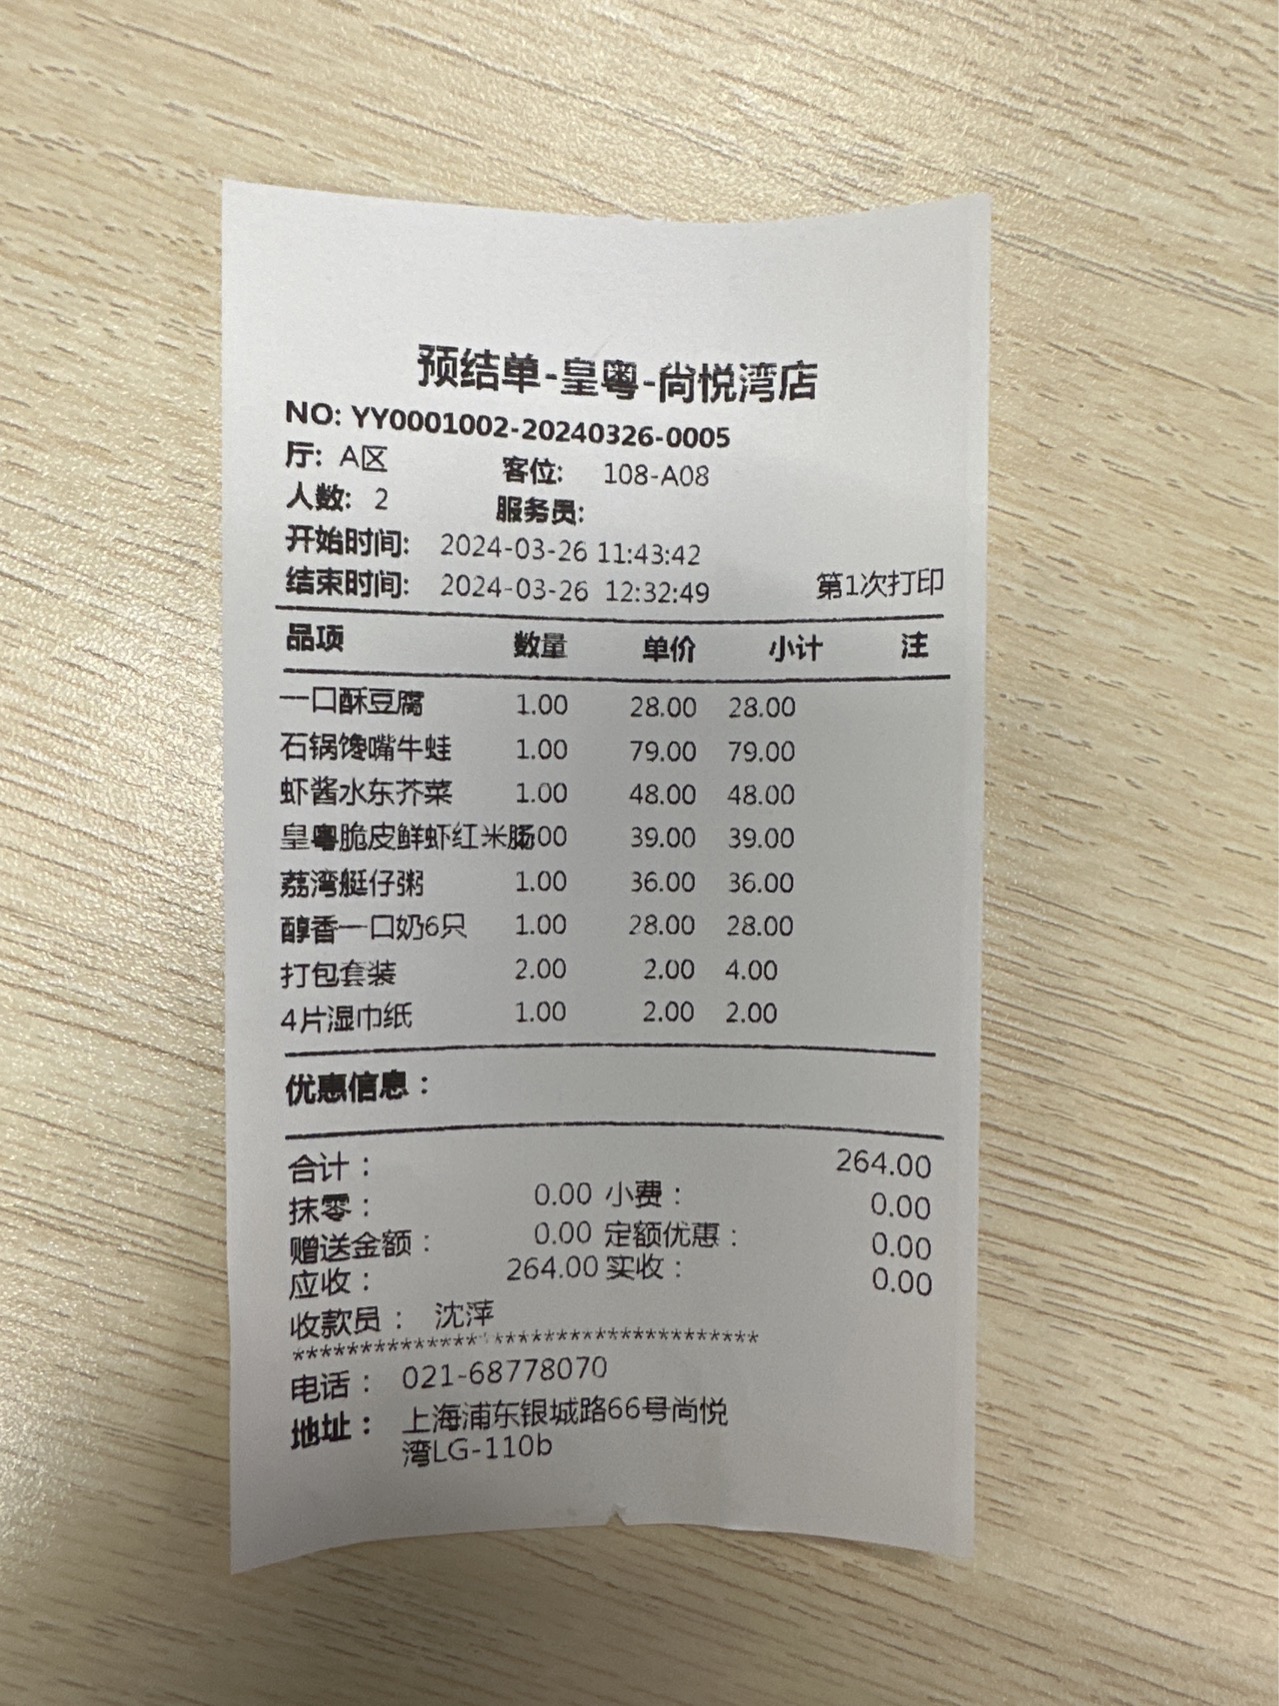 预结单-皇粤-尚悦湾店
NO: YY0001002-20240326-0005
厅: A区 客位: 108-A08
人数: 2 服务员:
开始时间: 2024-03-26 11:43:42
结束时间: 2024-03-26 12:32:49 第1次打印
品项 数量 单价 小计 注
一口酥豆腐 1.00 28.00 28.00
石锅馋嘴牛蛙 1.00 79.00 79.00
虾酱水东芥菜 1.00 48.00 48.00
皇粤脆皮鲜虾红米肠 00 39.00 39.00
荔湾艇仔粥 1.00 36.00 36.00
醇香一口奶6只 1.00 28.00 28.00
打包套装 2.00 2.00 4.00
4片湿巾纸 1.00 2.00 2.00
优惠信息：
合计： 264.00
抹零： 0.00 小费： 0.00
赠送金额： 0.00 定额优惠： 0.00
应收： 264.00 实收： 0.00
收款员： 沈萍
************************************
电话： 021-68778070
地址： 上海浦东银城路66号尚悦
湾LG-110b